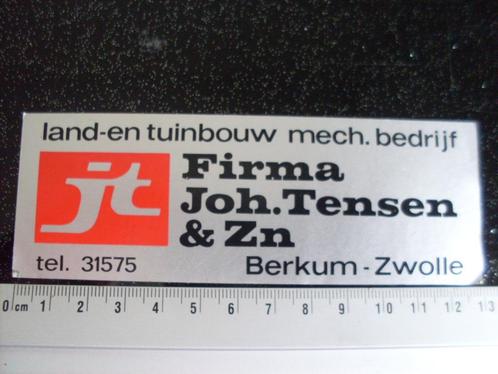 land-en tuinbouw mech. bedrijf
jt
Firma
Joh.Tensen
& Zn
tel. 31575
Berkum - Zwolle
0 cm 1 2 3 4 5 6 7 8 9 10 11 12 13